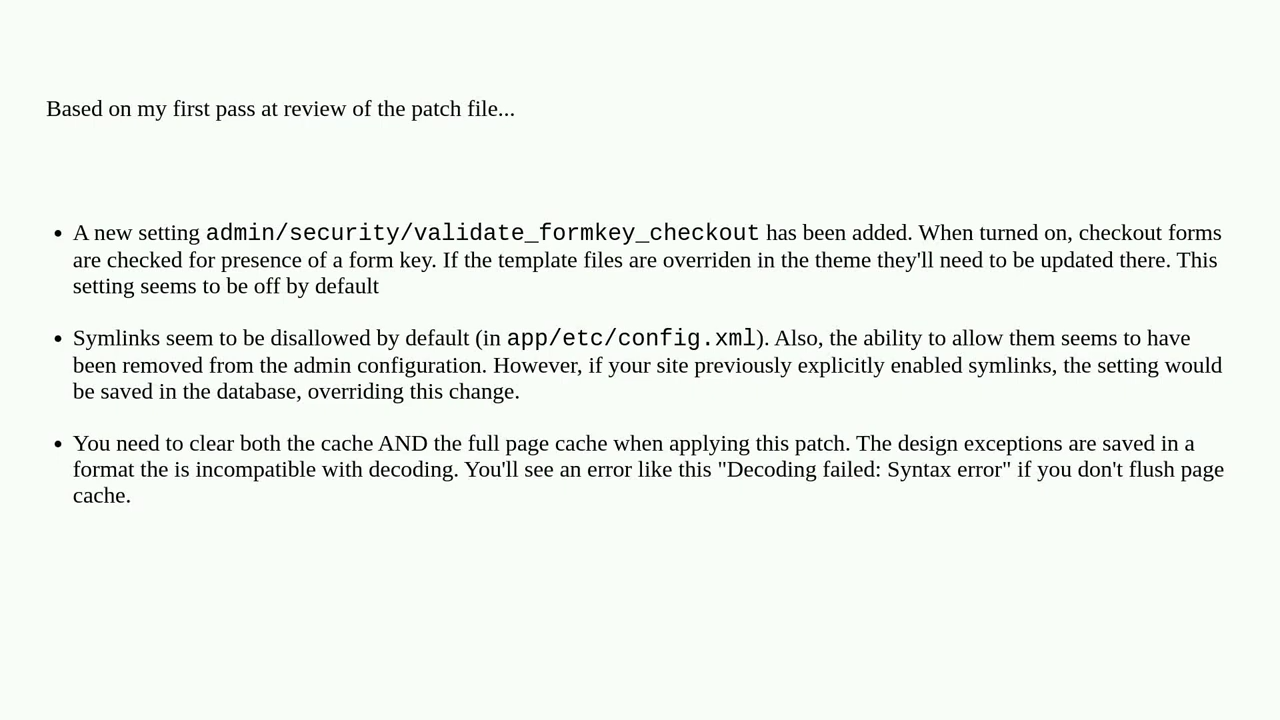 Based on my first pass at review of the patch file...
• A new setting admin/security/validate_formkey_checkout has been added. When turned on, checkout forms
are checked for presence of a form key. If the template files are overriden in the theme they'll need to be updated there. This
setting seems to be off by default
• Symlinks seem to be disallowed by default (in app/etc/config.xml). Also, the ability to allow them seems to have
been removed from the admin configuration. However, if your site previously explicitly enabled symlinks, the setting would
be saved in the database, overriding this change.
• You need to clear both the cache AND the full page cache when applying this patch. The design exceptions are saved in a
format the is incompatible with decoding. You'll see an error like this "Decoding failed: Syntax error" if you don't flush page
cache.